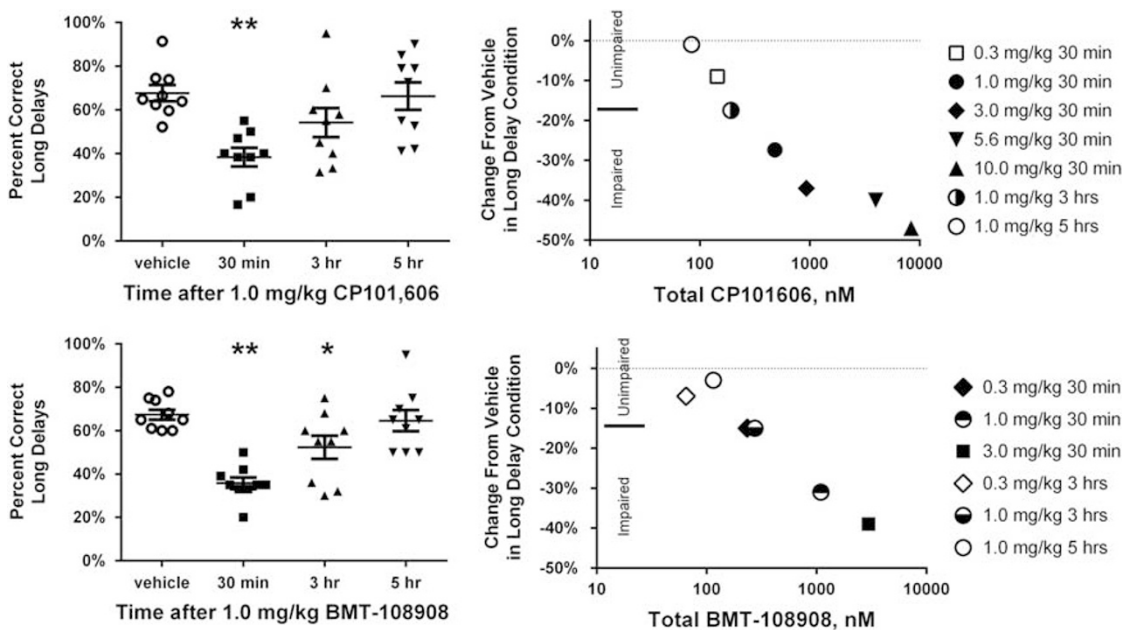 100%
80%
60%
40%
20%
0%
Percent Correct
Long Delays
**
vehicle
30 min
3 hr
5 hr
Time after 1.0 mg/kg CP101,606
0%
-10%
-20%
-30%
-40%
-50%
Change From Vehicle
in Long Delay Condition
Unimpaired
Impaired
10
100
1000
10000
Total CP101606, nM
0.3 mg/kg 30 min
1.0 mg/kg 30 min
3.0 mg/kg 30 min
5.6 mg/kg 30 min
10.0 mg/kg 30 min
1.0 mg/kg 3 hrs
1.0 mg/kg 5 hrs
100%
80%
60%
40%
20%
0%
Percent Correct
Long Delays
**
*
vehicle
30 min
3 hr
5 hr
Time after 1.0 mg/kg BMT-108908
0%
-10%
-20%
-30%
-40%
-50%
Change From Vehicle
in Long Delay Condition
Unimpaired
Impaired
10
100
1000
10000
Total BMT-108908, nM
0.3 mg/kg 30 min
1.0 mg/kg 30 min
3.0 mg/kg 30 min
0.3 mg/kg 3 hrs
1.0 mg/kg 3 hrs
1.0 mg/kg 5 hrs